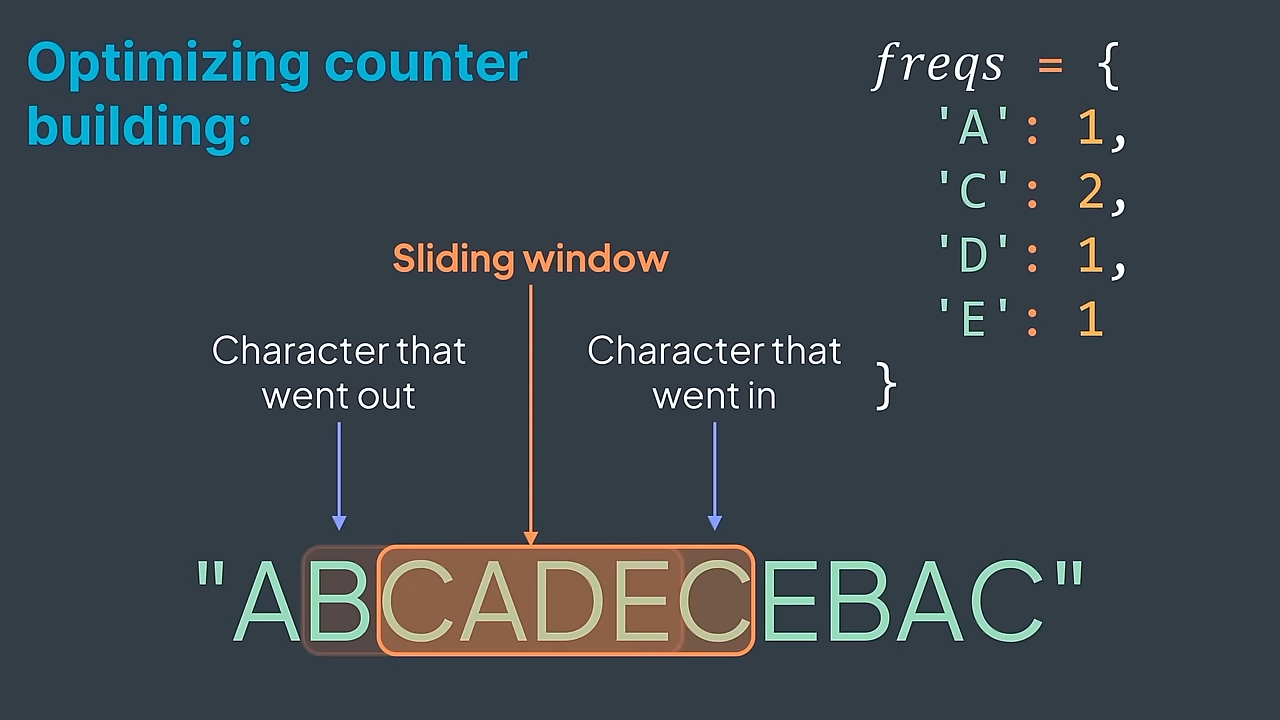 Optimizing counter
building:
freqs = {
'A': 1,
'C': 2,
'D': 1,
'E': 1
}
Sliding window
Character that
went out
Character that
went in
"ABCADECEBAC"